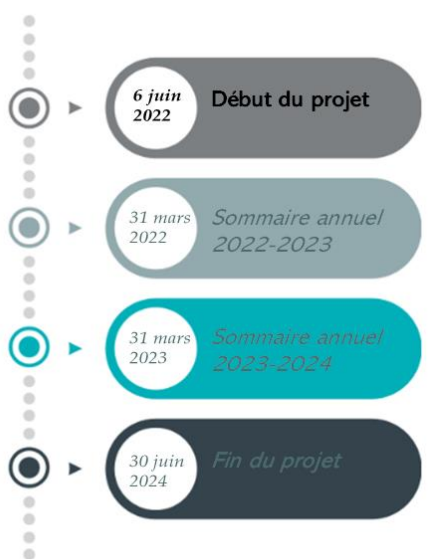 6 juin
2022
Début du projet
31 mars
2022
Sommaire annuel
2022-2023
31 mars
2023
Sommaire annuel
2023-2024
30 juin
2024
Fin du projet